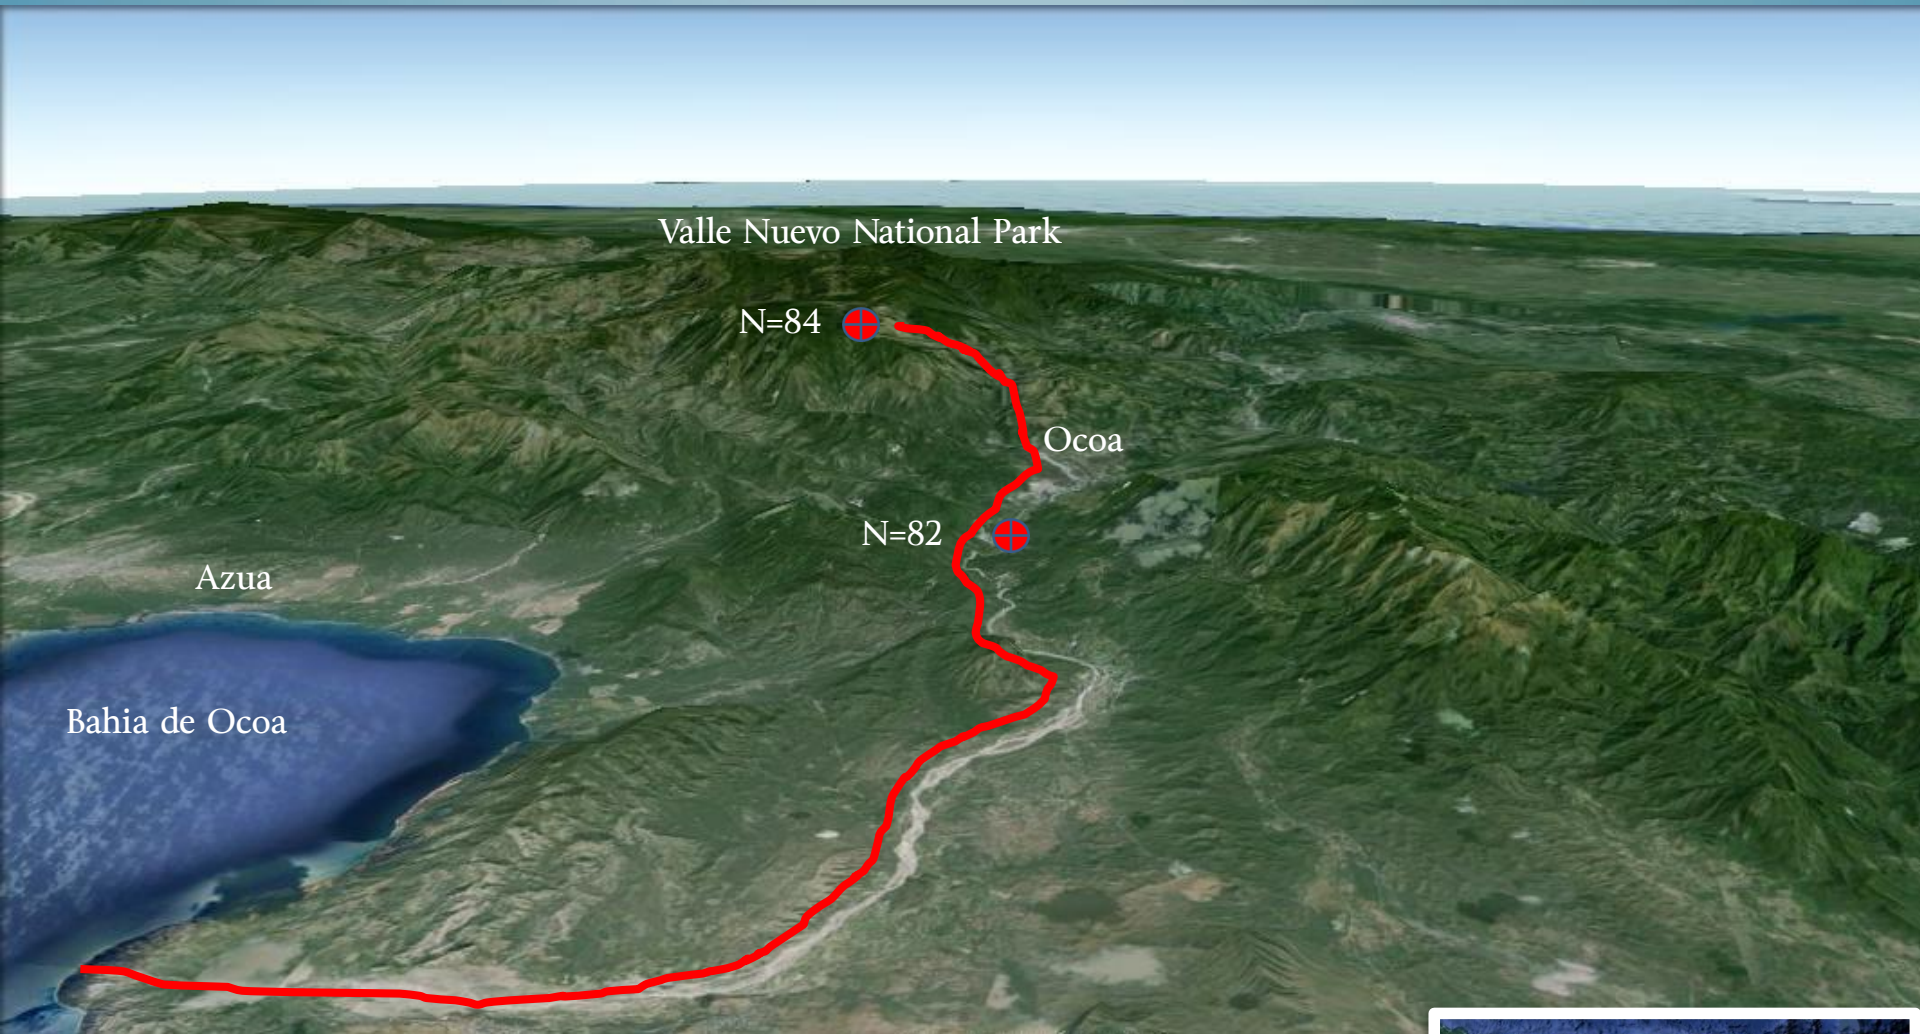 Valle Nuevo National Park
N=84
Ocoa
N=82
Azua
Bahia de Ocoa